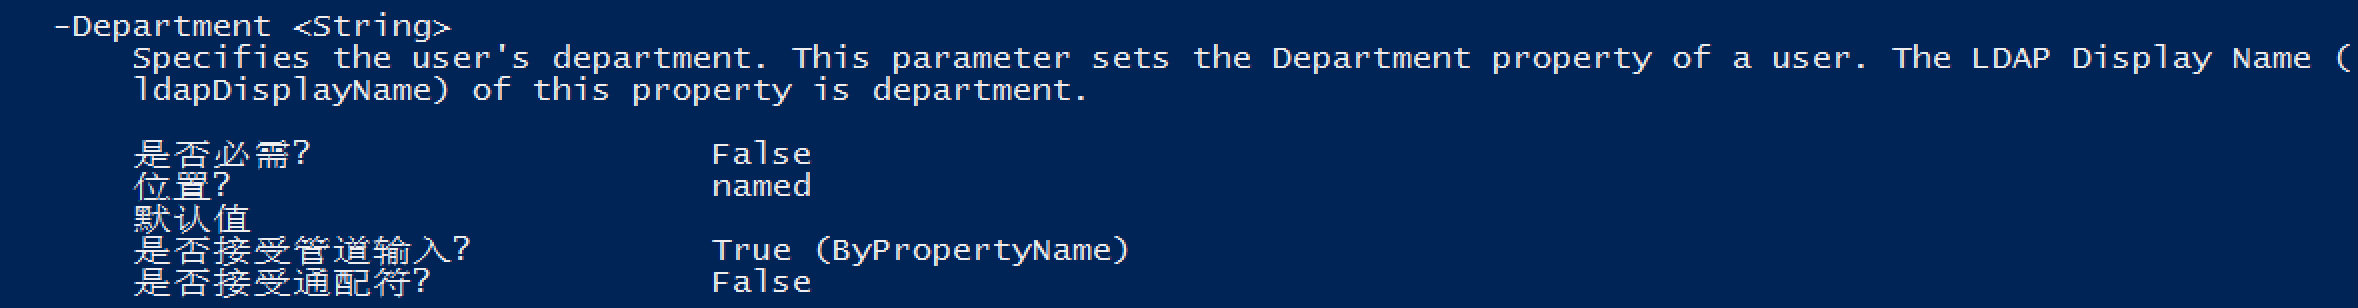 -Department <String>
Specifies the user's department. This parameter sets the Department property of a user. The LDAP Display Name (
ldapDisplayName) of this property is department.
是否必需? False
位置? named
默认值
是否接受管道输入? True (ByPropertyName)
是否接受通配符? False